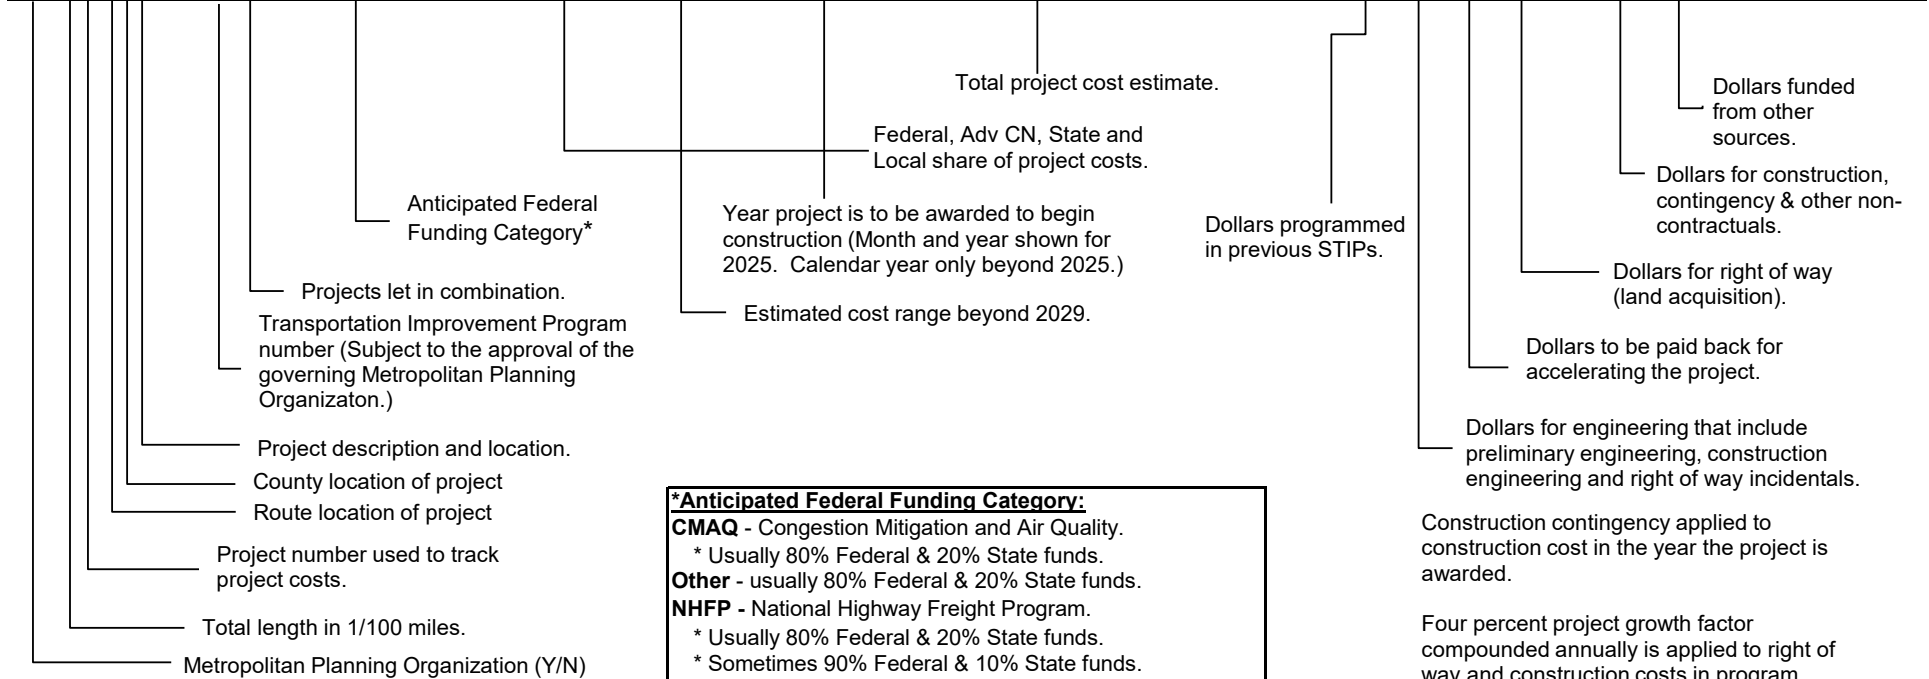 Total project cost estimate.
Federal, Adv CN, State and
Local share of project costs.
Anticipated Federal
Funding Category*
Year project is to be awarded to begin
construction (Month and year shown for
2025.  Calendar year only beyond 2025.)
Estimated cost range beyond 2029.
Projects let in combination.
Transportation Improvement Program
number (Subject to the approval of the
governing Metropolitan Planning
Organizaton.)
Project description and location.
County location of project
Route location of project
Project number used to track
project costs.
Total length in 1/100 miles.
Metropolitan Planning Organization (Y/N)
*Anticipated Federal Funding Category:
CMAQ - Congestion Mitigation and Air Quality.
* Usually 80% Federal & 20% State funds.
Other - usually 80% Federal & 20% State funds.
NHFP - National Highway Freight Program.
* Usually 80% Federal & 20% State funds.
* Sometimes 90% Federal & 10% State funds.
Dollars programmed
in previous STIPs.
Dollars funded
from other
sources.
Dollars for construction,
contingency & other non-
contractuals.
Dollars for right of way
(land acquisition).
Dollars to be paid back for
accelerating the project.
Dollars for engineering that include
preliminary engineering, construction
engineering and right of way incidentals.
Construction contingency applied to
construction cost in the year the project is
awarded.
Four percent project growth factor
compounded annually is applied to right of
way and construction costs in program